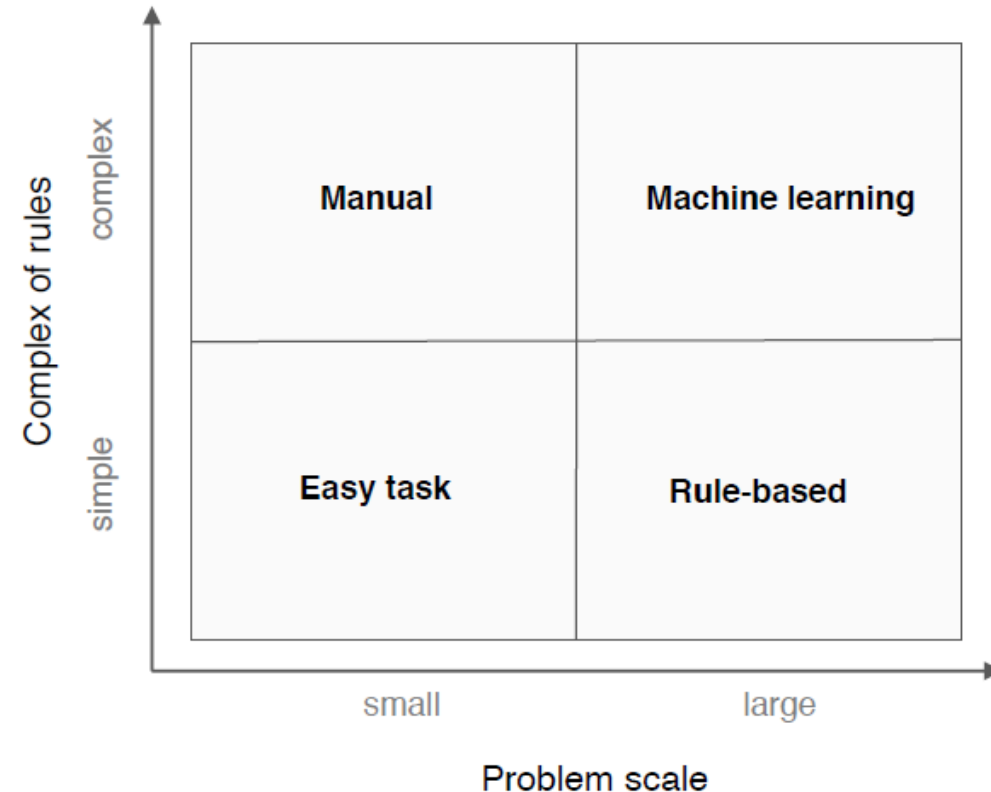 Complex of rules
complex
simple
Manual
Machine learning
Easy task
Rule-based
small
large
Problem scale